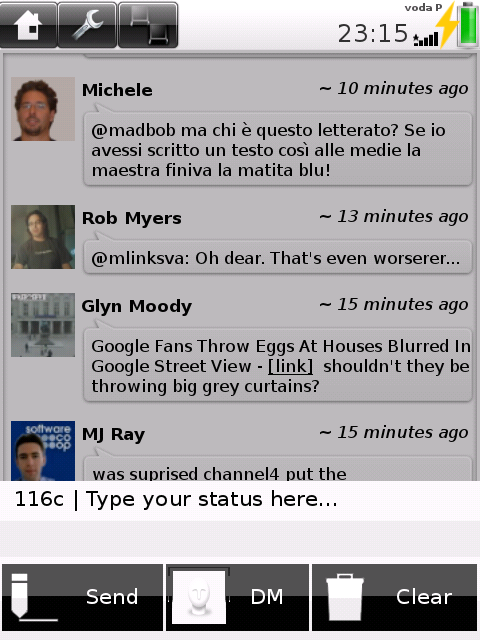 voda P
23:15
Michele ~ 10 minutes ago
@madbob ma chi è questo letterato? Se io
avessi scritto un testo così alle medie la
maestra finiva la matita blu!
Rob Myers ~ 13 minutes ago
@mlinksva: Oh dear. That's even worserer...
Glyn Moody ~ 15 minutes ago
Google Fans Throw Eggs At Houses Blurred In
Google Street View - [link] shouldn't they be
throwing big grey curtains?
software
coop
MJ Ray ~ 15 minutes ago
was suprised channel4 put the
116c | Type your status here...
Send DM Clear